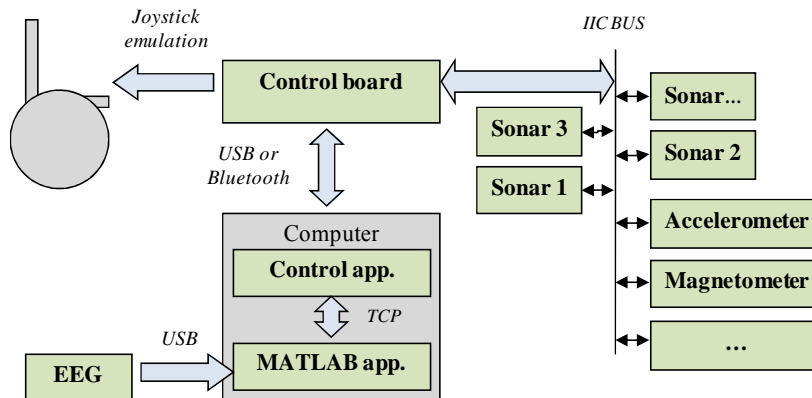 Joystick
emulation
IIC BUS
Control board
Sonar...
Sonar 3
Sonar 2
USB or
Bluetooth
Sonar 1
Computer
Accelerometer
Control app.
Magnetometer
TCP
USB
EEG
MATLAB app.
...